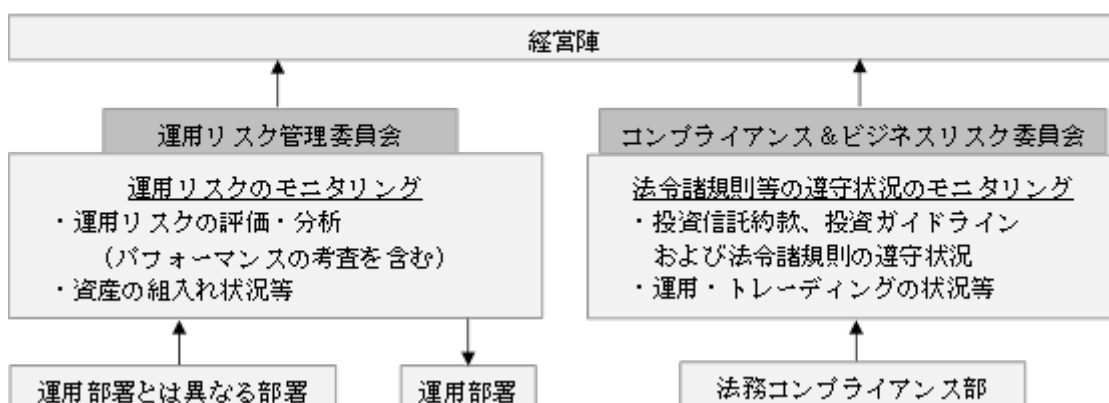 経営陣
運用リスク管理委員会
運用リスクのモニタリング
・運用リスクの評価・分析
（パフォーマンスの考査を含む）
・資産の組入れ状況等
コンプライアンス＆ビジネスリスク委員会
法令諸規則等の遵守状況のモニタリング
・投資信託約款、投資ガイドライン
および法令諸規則の遵守状況
・運用・トレーディングの状況等
運用部署とは異なる部署
運用部署
法務コンプライアンス部